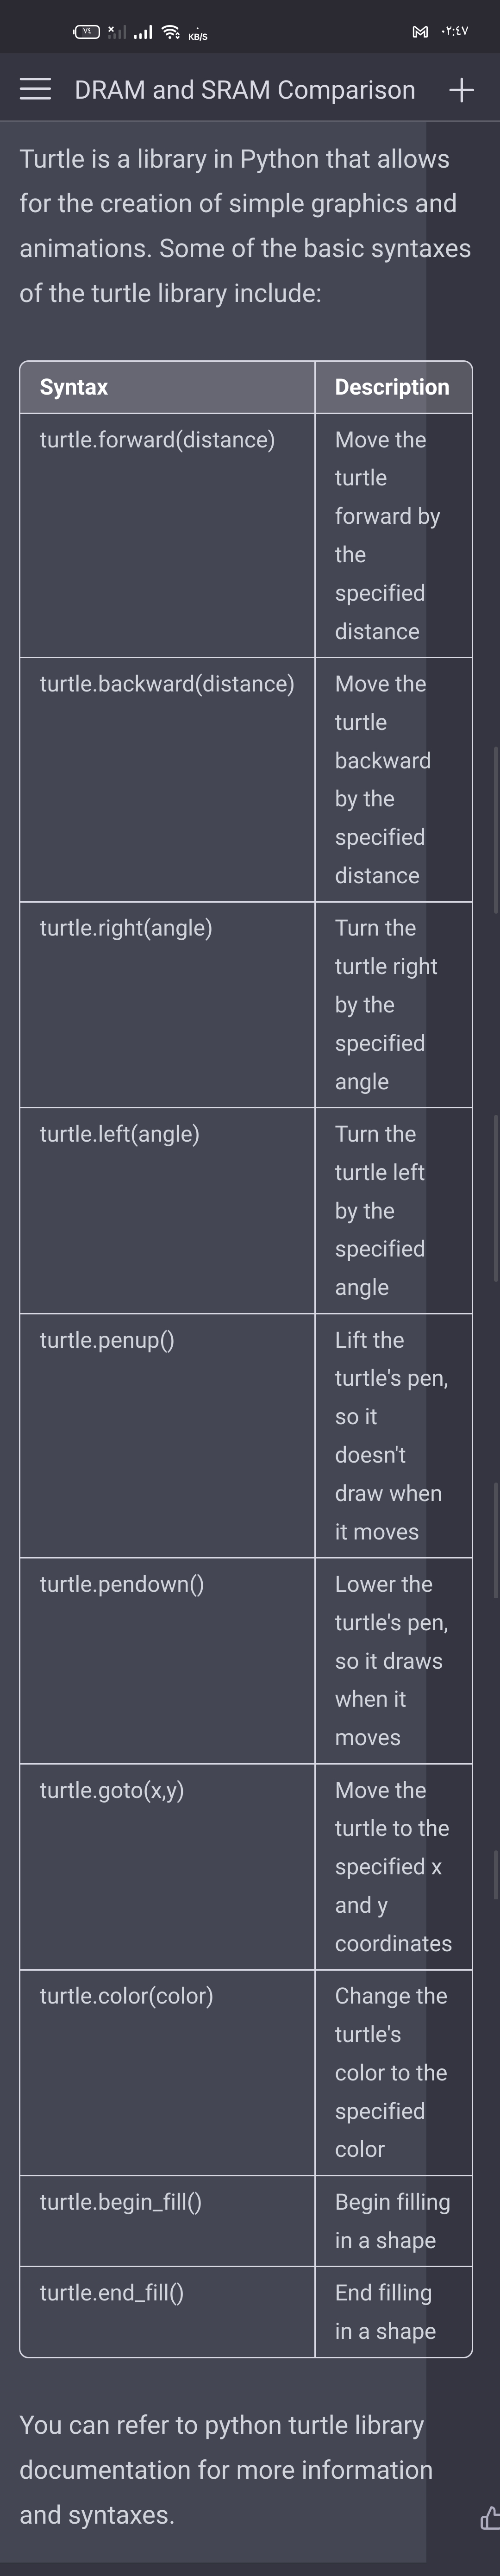 ٧٤ KB/S ٠٢:٤٧
DRAM and SRAM Comparison
Turtle is a library in Python that allows
for the creation of simple graphics and
animations. Some of the basic syntaxes
of the turtle library include:
Syntax Description
turtle.forward(distance) Move the
turtle
forward by
the
specified
distance
turtle.backward(distance) Move the
turtle
backward
by the
specified
distance
turtle.right(angle) Turn the
turtle right
by the
specified
angle
turtle.left(angle) Turn the
turtle left
by the
specified
angle
turtle.penup() Lift the
turtle's pen,
so it
doesn't
draw when
it moves
turtle.pendown() Lower the
turtle's pen,
so it draws
when it
moves
turtle.goto(x,y) Move the
turtle to the
specified x
and y
coordinates
turtle.color(color) Change the
turtle's
color to the
specified
color
turtle.begin_fill() Begin filling
in a shape
turtle.end_fill() End filling
in a shape
You can refer to python turtle library
documentation for more information
and syntaxes.